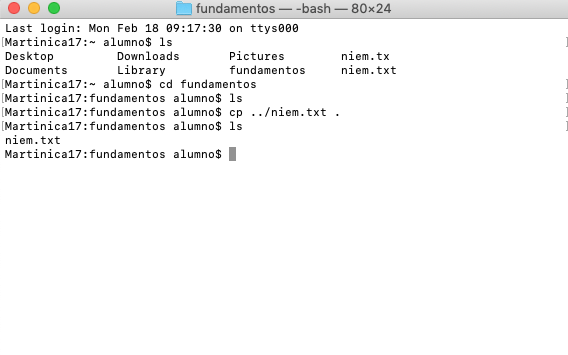 fundamentos — -bash — 80×24
Last login: Mon Feb 18 09:17:30 on ttys000
[Martinica17:~ alumno$ ls ]
Desktop Downloads Pictures niem.tx
Documents Library fundamentos niem.txt
[Martinica17:~ alumno$ cd fundamentos ]
[Martinica17:fundamentos alumno$ ls ]
[Martinica17:fundamentos alumno$ cp ../niem.txt . ]
[Martinica17:fundamentos alumno$ ls ]
niem.txt
Martinica17:fundamentos alumno$